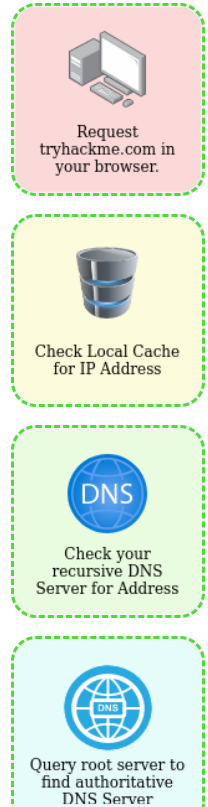 Request
tryhackme.com in
your browser.
Check Local Cache
for IP Address
DNS
Check your
recursive DNS
Server for Address
DNS
Query root server to
find authoritative
DNS Server